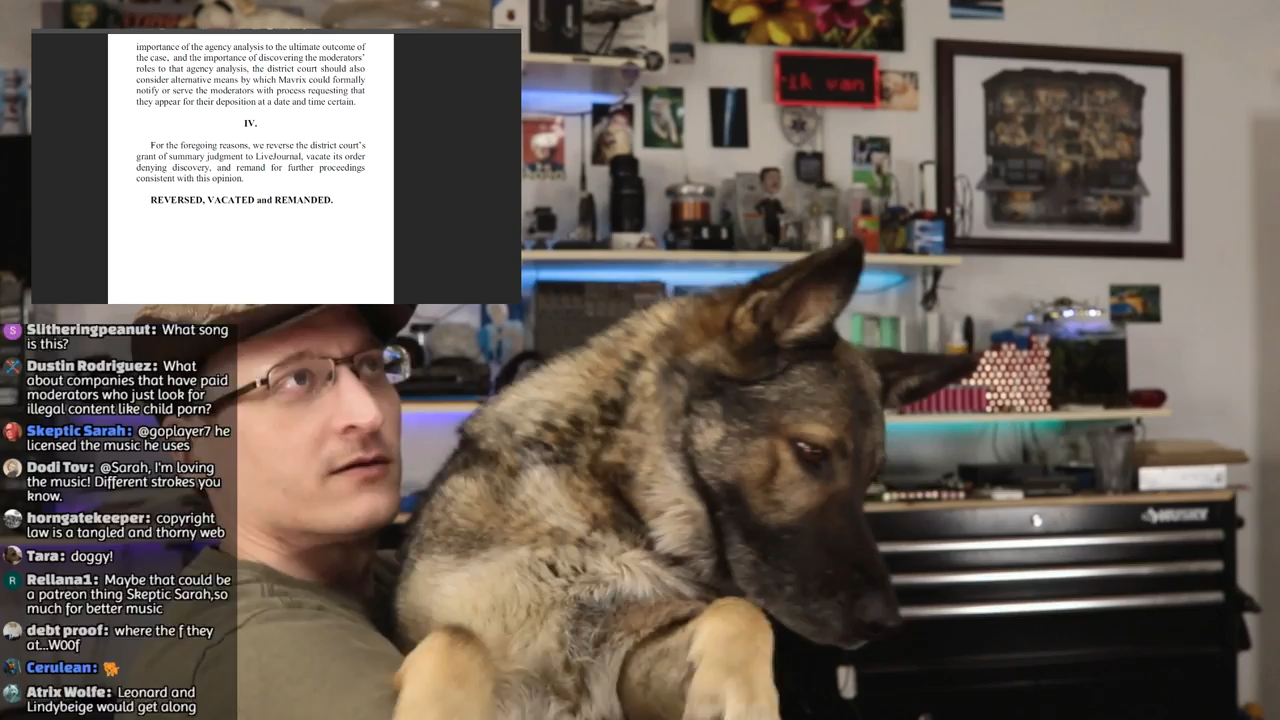 importance of the agency analysis to the ultimate outcome of
the case, and the importance of discovering the moderators'
roles to that agency analysis, the district court should also
consider alternative means by which Mavrix could formally
notify or serve the moderators with process requesting that
they appear for their deposition at a date and time certain.
IV.
For the foregoing reasons, we reverse the district court's
grant of summary judgment to LiveJournal, vacate its order
denying discovery, and remand for further proceedings
consistent with this opinion.
REVERSED, VACATED and REMANDED.
S Slitheringpeanut: What song
is this?
Dustin Rodriguez: What
about companies that have paid
moderators who just look for
illegal content like child porn?
Skeptic Sarah: @goplayer7 he
licensed the music he uses
Dodi Tov: @Sarah, I'm loving
the music! Different strokes you
know.
horngatekeeper: copyright
law is a tangled and thorny web
Tara: doggy!
R Rellana1: Maybe that could be
a patreon thing Skeptic Sarah,so
much for better music
debt proof: where the f they
at...W00f
Cerulean:
Atrix Wolfe: Leonard and
Lindybeige would get along
1k van
HUSKY